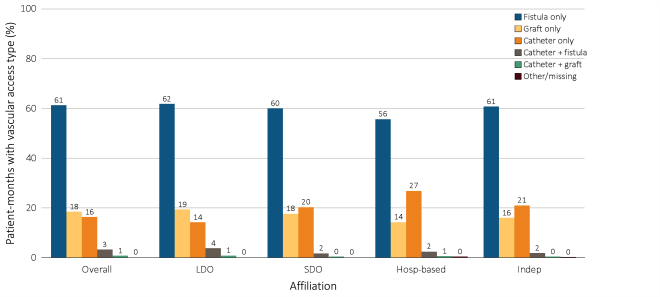 Patient-months with vascular access type (%)
100
80
60
40
20
0
Fistula only
Graft only
Catheter only
Catheter + fistula
Catheter + graft
Other/missing
61
18
16
3
1
0
62
19
14
4
1
0
60
18
20
2
0
0
56
14
27
2
1
0
61
16
21
2
0
0
Overall
LDO
SDO
Hosp-based
Indep
Affiliation